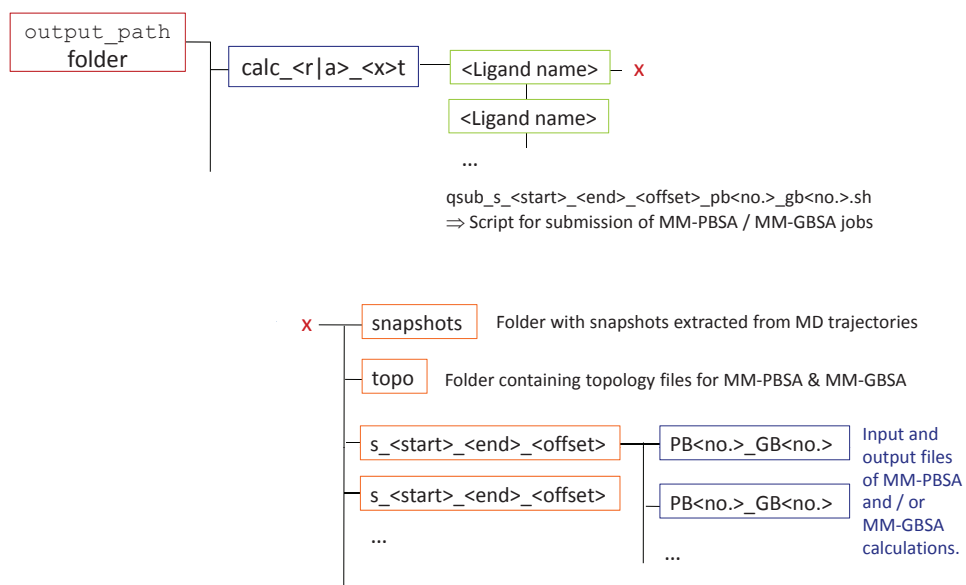 output_path
folder
calc_<r|a>_<x>t
<Ligand name>
x
<Ligand name>
...
qsub_s_<start>_<end>_<offset>_pb<no.>_gb<no.>.sh
⇒ Script for submission of MM-PBSA / MM-GBSA jobs
x
snapshots
Folder with snapshots extracted from MD trajectories
topo
Folder containing topology files for MM-PBSA & MM-GBSA
s_<start>_<end>_<offset>
PB<no.>_GB<no.>
s_<start>_<end>_<offset>
PB<no.>_GB<no.>
...
...
Input and
output files
of MM-PBSA
and / or
MM-GBSA
calculations.